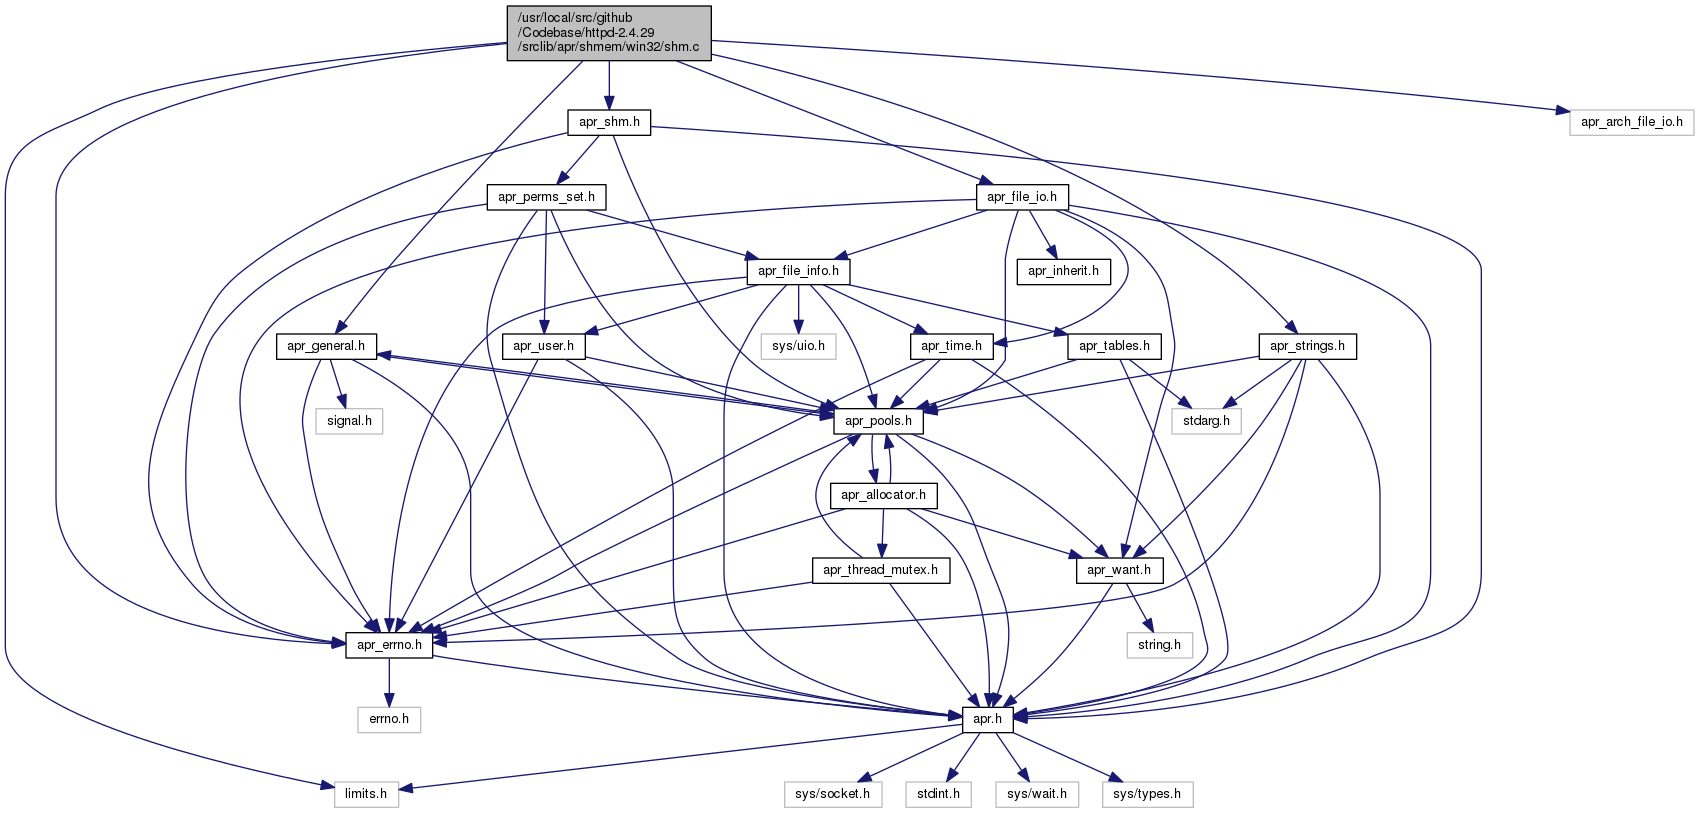 /usr/local/src/github
/Codebase/httpd-2.4.29
/srclib/apr/shmem/win32/shm.c
apr_shm.h
apr_arch_file_io.h
apr_perms_set.h
apr_file_io.h
apr_file_info.h
apr_inherit.h
apr_general.h
apr_user.h
sys/uio.h
apr_time.h
apr_tables.h
apr_strings.h
signal.h
apr_pools.h
stdarg.h
apr_allocator.h
apr_thread_mutex.h
apr_want.h
apr_errno.h
string.h
errno.h
apr.h
limits.h
sys/socket.h
stdint.h
sys/wait.h
sys/types.h